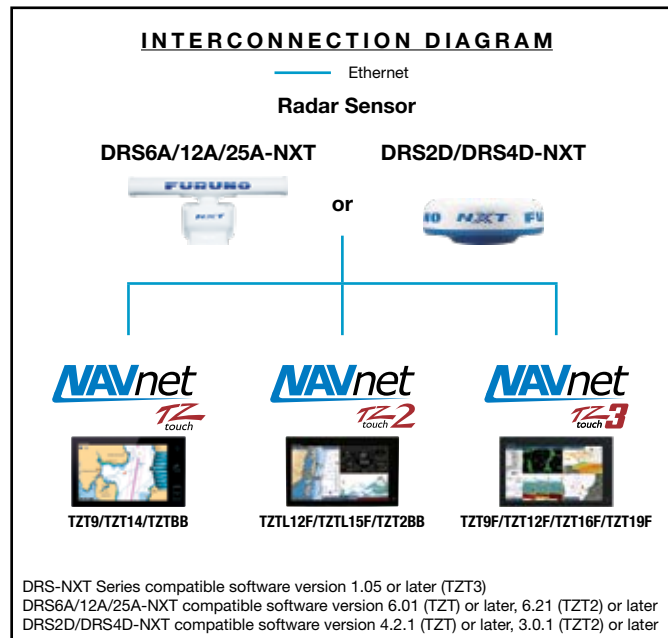 INTERCONNECTION DIAGRAM
Ethernet
Radar Sensor
DRS6A/12A/25A-NXT DRS2D/DRS4D-NXT
FURUNO
NXT
or
NXT FU
NAVnet NAVnet NAVnet
TZ touch TZ touch 2 TZ touch 3
TZT9/TZT14/TZTBB TZTL12F/TZTL15F/TZT2BB TZT9F/TZT12F/TZT16F/TZT19F
DRS-NXT Series compatible software version 1.05 or later (TZT3)
DRS6A/12A/25A-NXT compatible software version 6.01 (TZT) or later, 6.21 (TZT2) or later
DRS2D/DRS4D-NXT compatible software version 4.2.1 (TZT) or later, 3.0.1 (TZT2) or later